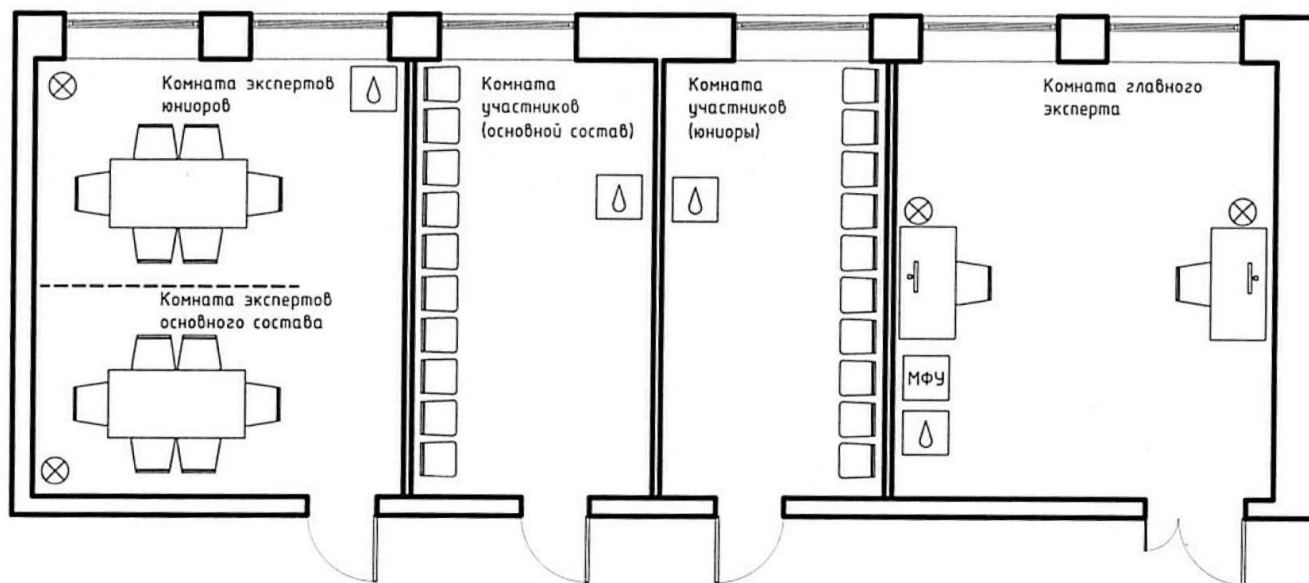 Комната экспертов
юниоров
Комната
участников
(основной состав)
Комната
участников
(юниоры)
Комната главного
эксперта
Комната экспертов
основного состава
МФУ